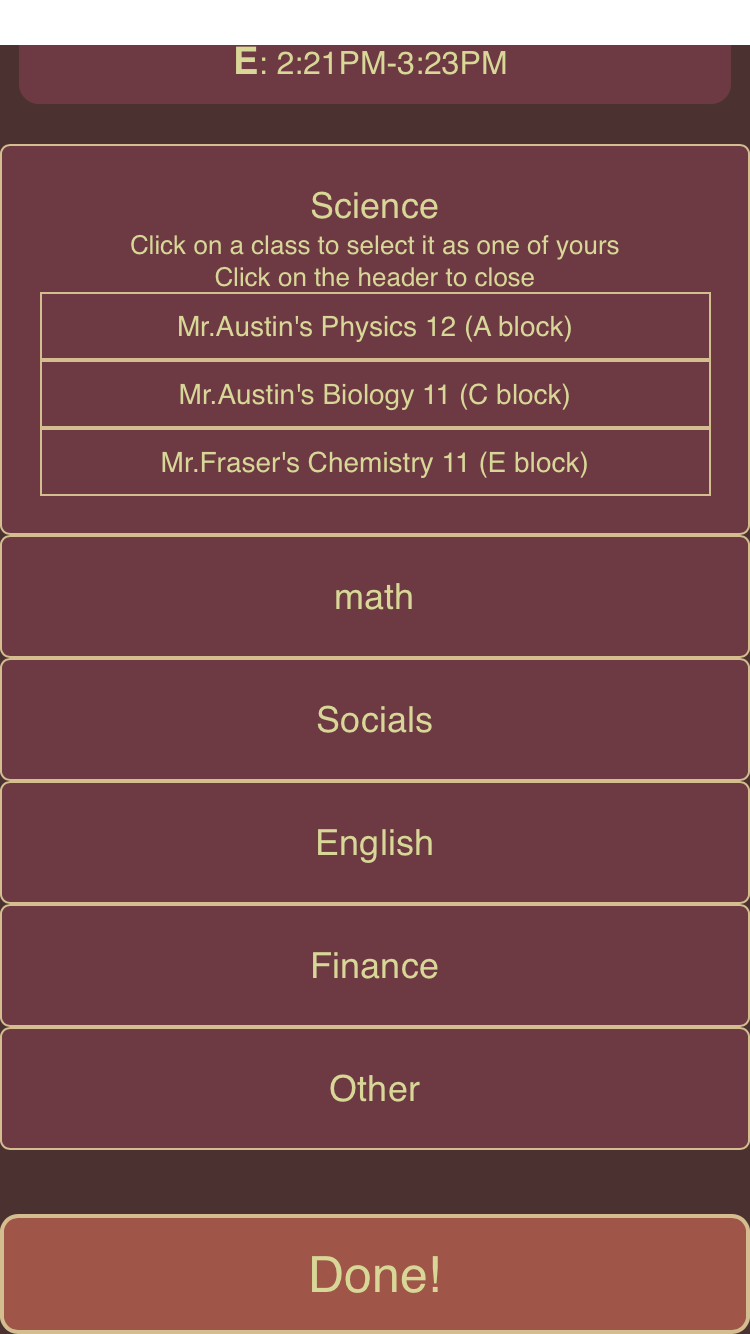 E: 2:21PM-3:23PM
Science
Click on a class to select it as one of yours
Click on the header to close
Mr.Austin's Physics 12 (A block)
Mr.Austin's Biology 11 (C block)
Mr.Fraser's Chemistry 11 (E block)
math
Socials
English
Finance
Other
Done!